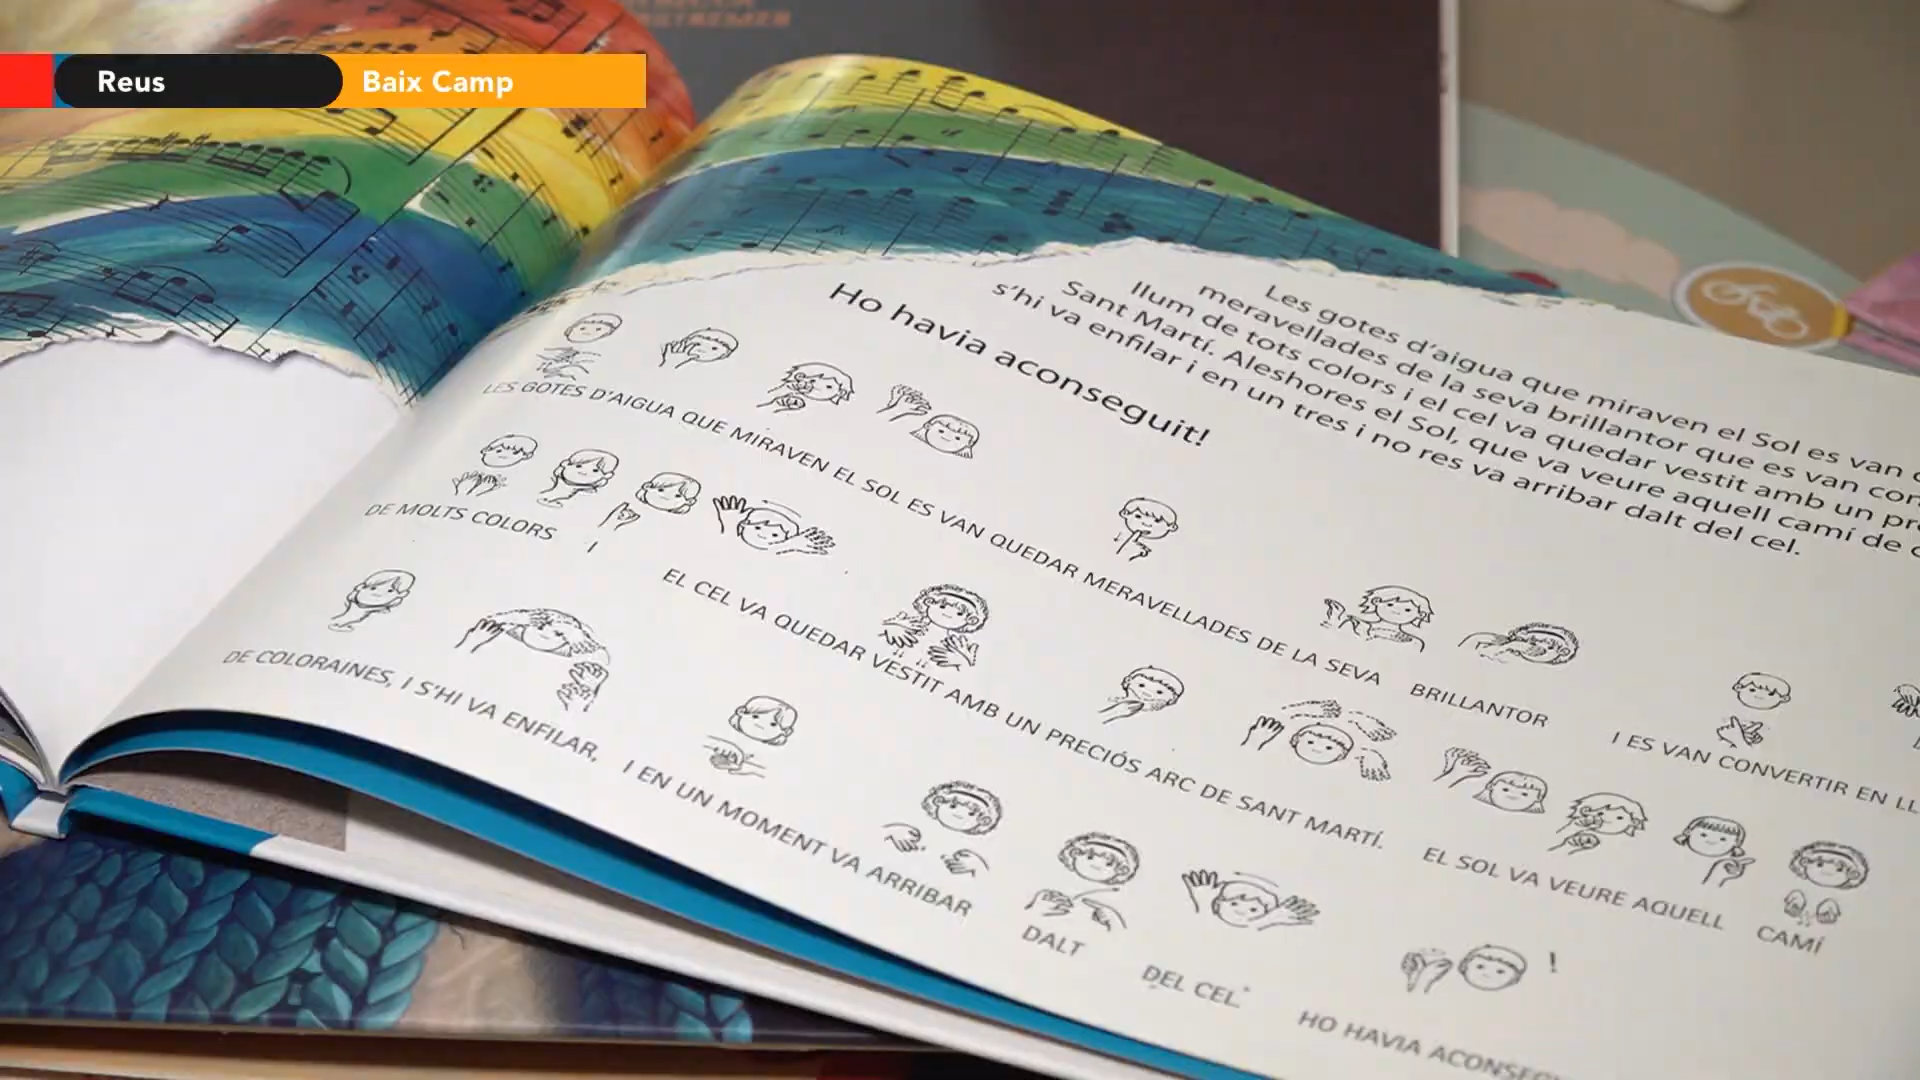 Reus
Baix Camp
Les gotes d'aigua que miraven el Sol es van
meravellades de la seva brillantor que es van
llum de tots colors i el cel va quedar vestit amb un
Sant Martí. Aleshores el Sol, que va veure aquell camí de
s'hi va enfilar i en un tres i no res va arribar dalt del cel.
Ho havia aconseguit!
LES GOTES D'AIGUA QUE MIRAVEN EL SOL ES VAN QUEDAR MERAVELLADES DE LA SEVA BRILLANTOR I ES VAN CONVERTIR EN
DE MOLTS COLORS I EL CEL VA QUEDAR VESTIT AMB UN PRECIÓS ARC DE SANT MARTÍ. EL SOL VA VEURE AQUELL CAMÍ
DE COLORAINES, I S'HI VA ENFILAR, I EN UN MOMENT VA ARRIBAR DALT DEL CEL. HO HAVIA !